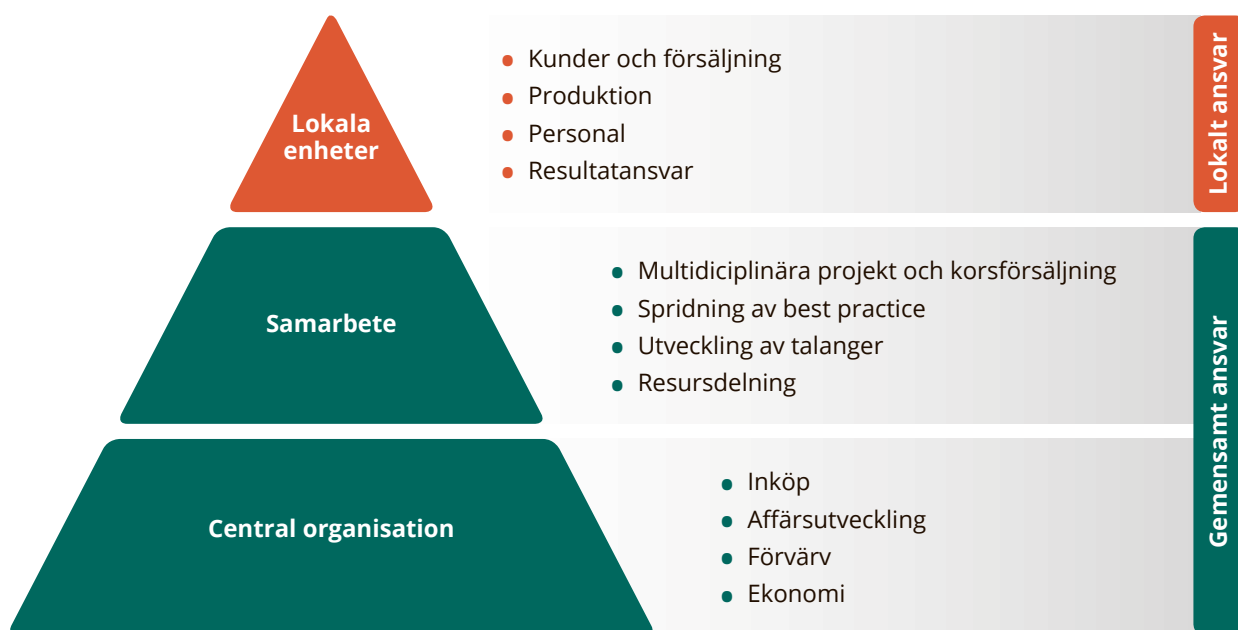 Lokala
enheter
Kunder och försäljning
Produktion
Personal
Resultatansvar
Lokalt ansvar
Samarbete
Multidiciplinära projekt och korsförsäljning
Spridning av best practice
Utveckling av talanger
Resursdelning
Central organisation
Inköp
Affärsutveckling
Förvärv
Ekonomi
Gemensamt ansvar